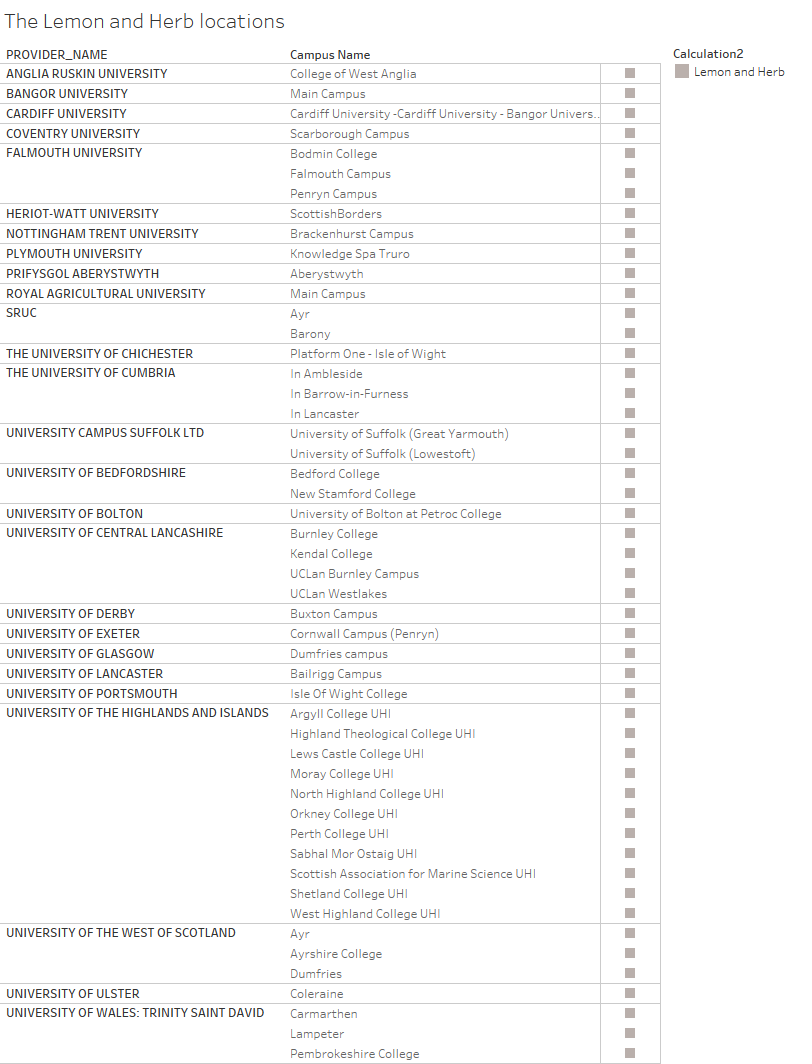 The Lemon and Herb locations
PROVIDER_NAME Campus Name Calculation2
ANGLIA RUSKIN UNIVERSITY College of West Anglia Lemon and Herb
BANGOR UNIVERSITY Main Campus
CARDIFF UNIVERSITY Cardiff University -Cardiff University - Bangor Univers..
COVENTRY UNIVERSITY Scarborough Campus
FALMOUTH UNIVERSITY Bodmin College
Falmouth Campus
Penryn Campus
HERIOT-WATT UNIVERSITY ScottishBorders
NOTTINGHAM TRENT UNIVERSITY Brackenhurst Campus
PLYMOUTH UNIVERSITY Knowledge Spa Truro
PRIFYSGOL ABERYSTWYTH Aberystwyth
ROYAL AGRICULTURAL UNIVERSITY Main Campus
SRUC Ayr
Barony
THE UNIVERSITY OF CHICHESTER Platform One - Isle of Wight
THE UNIVERSITY OF CUMBRIA In Ambleside
In Barrow-in-Furness
In Lancaster
UNIVERSITY CAMPUS SUFFOLK LTD University of Suffolk (Great Yarmouth)
University of Suffolk (Lowestoft)
UNIVERSITY OF BEDFORDSHIRE Bedford College
New Stamford College
UNIVERSITY OF BOLTON University of Bolton at Petroc College
UNIVERSITY OF CENTRAL LANCASHIRE Burnley College
Kendal College
UCLan Burnley Campus
UCLan Westlakes
UNIVERSITY OF DERBY Buxton Campus
UNIVERSITY OF EXETER Cornwall Campus (Penryn)
UNIVERSITY OF GLASGOW Dumfries campus
UNIVERSITY OF LANCASTER Bailrigg Campus
UNIVERSITY OF PORTSMOUTH Isle Of Wight College
UNIVERSITY OF THE HIGHLANDS AND ISLANDS Argyll College UHI
Highland Theological College UHI
Lews Castle College UHI
Moray College UHI
North Highland College UHI
Orkney College UHI
Perth College UHI
Sabhal Mor Ostaig UHI
Scottish Association for Marine Science UHI
Shetland College UHI
West Highland College UHI
UNIVERSITY OF THE WEST OF SCOTLAND Ayr
Ayrshire College
Dumfries
UNIVERSITY OF ULSTER Coleraine
UNIVERSITY OF WALES: TRINITY SAINT DAVID Carmarthen
Lampeter
Pembrokeshire College